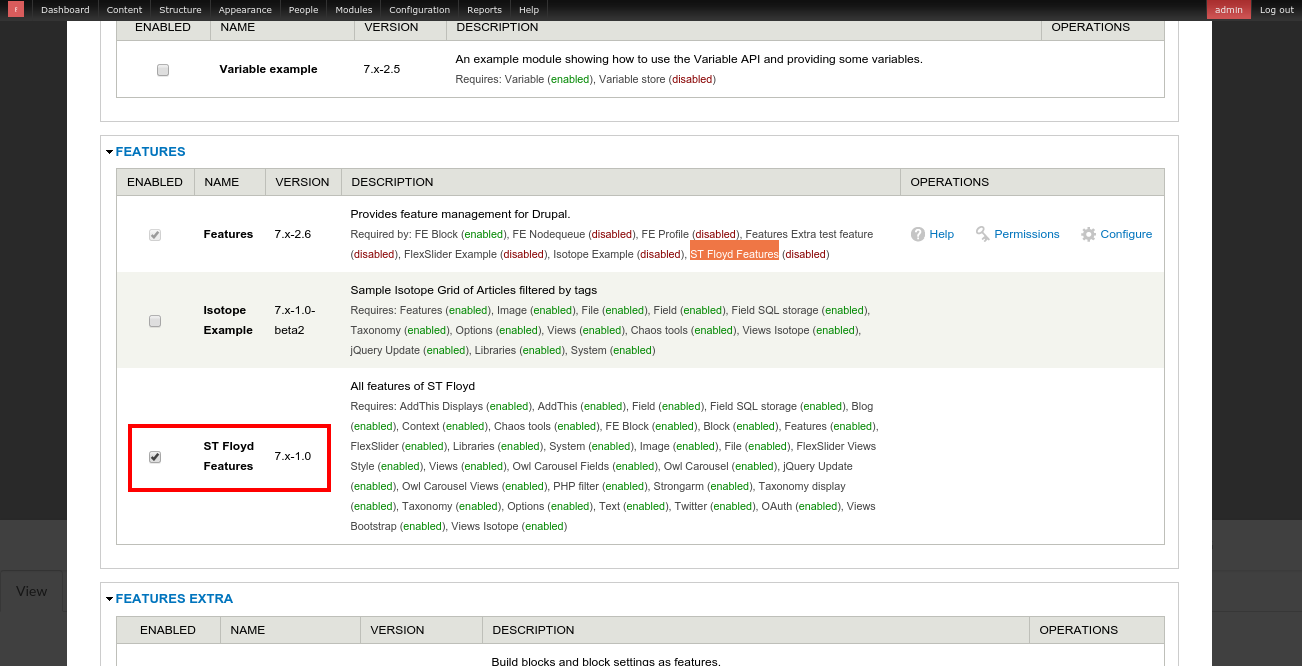 Dashboard Content Structure Appearance People Modules Configuration Reports Help admin Log out
ENABLED NAME VERSION DESCRIPTION OPERATIONS
Variable example 7.x-2.5
An example module showing how to use the Variable API and providing some variables.
Requires: Variable (enabled), Variable store (disabled)
FEATURES
ENABLED NAME VERSION DESCRIPTION OPERATIONS
Features 7.x-2.6
Provides feature management for Drupal.
Required by: FE Block (enabled), FE Nodequeue (disabled), FE Profile (disabled), Features Extra test feature
(disabled), FlexSlider Example (disabled), Isotope Example (disabled), ST Floyd Features (disabled)
Help Permissions Configure
Isotope
Example
7.x-1.0-
beta2
Sample Isotope Grid of Articles filtered by tags
Requires: Features (enabled), Image (enabled), File (enabled), Field (enabled), Field SQL storage (enabled),
Taxonomy (enabled), Options (enabled), Views (enabled), Chaos tools (enabled), Views Isotope (enabled),
jQuery Update (enabled), Libraries (enabled), System (enabled)
ST Floyd
Features
7.x-1.0
All features of ST Floyd
Requires: AddThis Displays (enabled), AddThis (enabled), Field (enabled), Field SQL storage (enabled), Blog
(enabled), Context (enabled), Chaos tools (enabled), FE Block (enabled), Block (enabled), Features (enabled),
FlexSlider (enabled), Libraries (enabled), System (enabled), Image (enabled), File (enabled), FlexSlider Views
Style (enabled), Views (enabled), Owl Carousel Fields (enabled), Owl Carousel (enabled), jQuery Update
(enabled), Owl Carousel Views (enabled), PHP filter (enabled), Strongarm (enabled), Taxonomy display
(enabled), Taxonomy (enabled), Options (enabled), Text (enabled), Twitter (enabled), OAuth (enabled), Views
Bootstrap (enabled), Views Isotope (enabled)
View
FEATURES EXTRA
ENABLED NAME VERSION DESCRIPTION OPERATIONS
Build blocks and block settings as features.